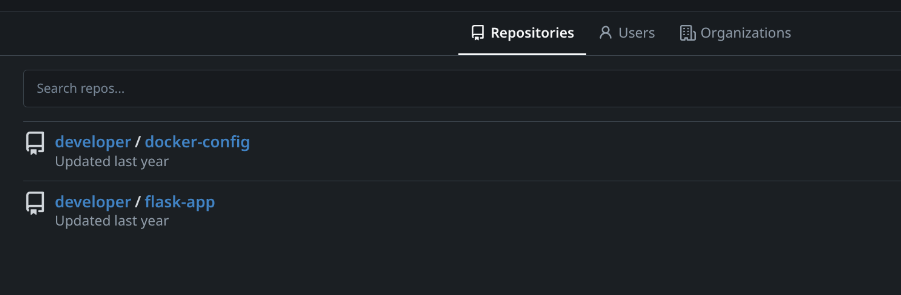 Repositories Users Organizations
Search repos...
developer / docker-config
Updated last year
developer / flask-app
Updated last year